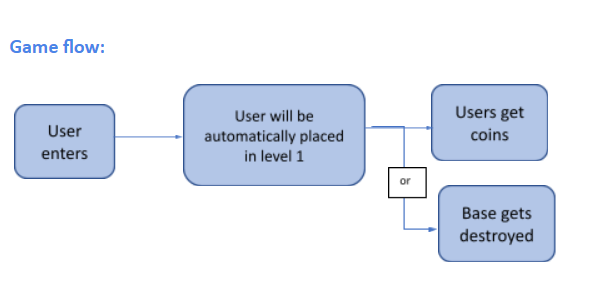 Game flow:
User
enters
User will be
automatically placed
in level 1
Users get
coins
or
Base gets
destroyed